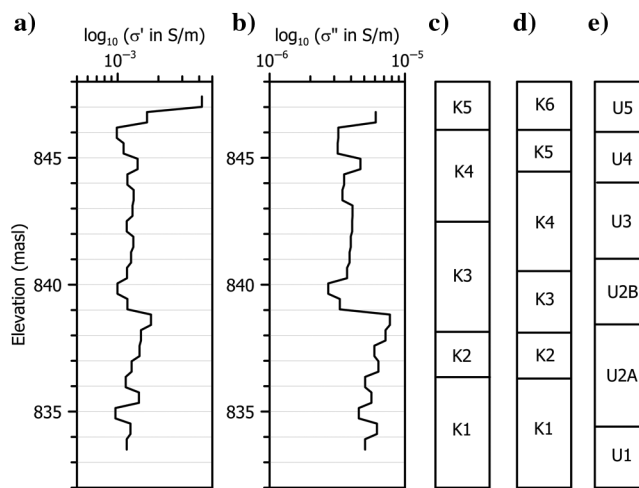 a) b) c) d) e)
log10 (σ' in S/m) log10 (σ'' in S/m)
10⁻³ 10⁻⁶ 10⁻⁵
Elevation (masl)
845 845
840 840
835 835
K5
K4
K3
K2
K1
K6
K5
K4
K3
K2
K1
U5
U4
U3
U2B
U2A
U1